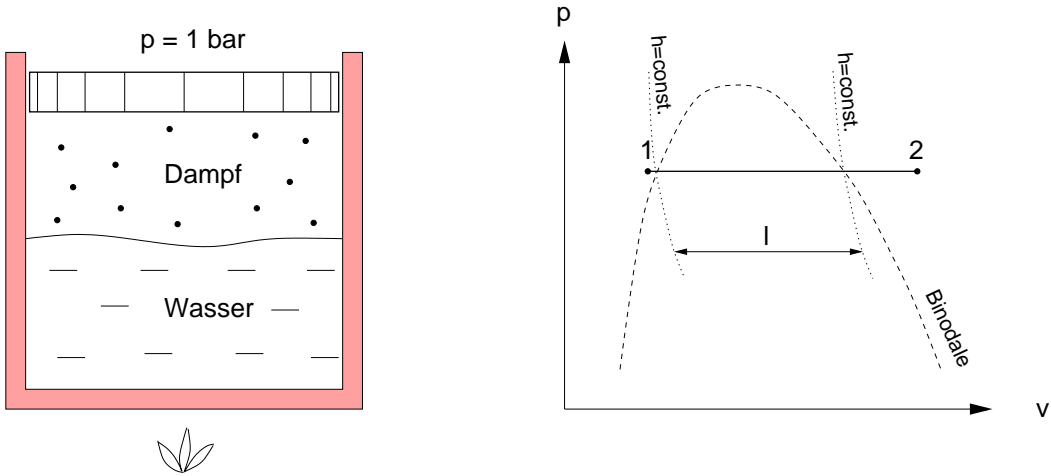 p = 1 bar
Dampf
Wasser
p
h=const.
h=const.
1
2
l
Binodale
v